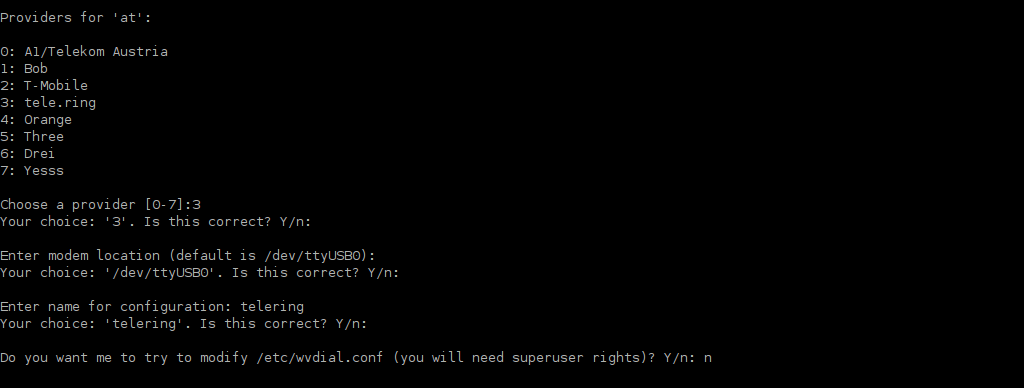 Providers for 'at':
0: A1/Telekom Austria
1: Bob
2: T-Mobile
3: tele.ring
4: Orange
5: Three
6: Drei
7: Yesss
Choose a provider [0-7]:3
Your choice: '3'. Is this correct? Y/n:
Enter modem location (default is /dev/ttyUSB0):
Your choice: '/dev/ttyUSB0'. Is this correct? Y/n:
Enter name for configuration: telering
Your choice: 'telering'. Is this correct? Y/n:
Do you want me to try to modify /etc/wvdial.conf (you will need superuser rights)? Y/n: n